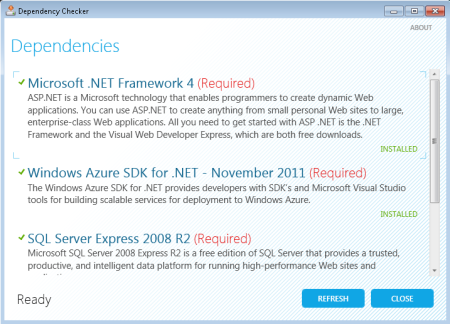 Dependency Checker
ABOUT
Dependencies
Microsoft .NET Framework 4 (Required)
ASP.NET is a Microsoft technology that enables programmers to create dynamic Web
applications. You can use ASP.NET to create anything from small personal Web sites to large,
enterprise-class Web applications. All you need to get started with ASP .NET is the .NET
Framework and the Visual Web Developer Express, which are both free downloads.
INSTALLED
Windows Azure SDK for .NET - November 2011 (Required)
The Windows Azure SDK for .NET provides developers with SDK's and Microsoft Visual Studio
tools for building scalable services for deployment to Windows Azure.
INSTALLED
SQL Server Express 2008 R2 (Required)
Microsoft SQL Server 2008 Express R2 is a free edition of SQL Server that provides a trusted,
productive, and intelligent data platform for running high-performance Web sites and
Ready
REFRESH
CLOSE